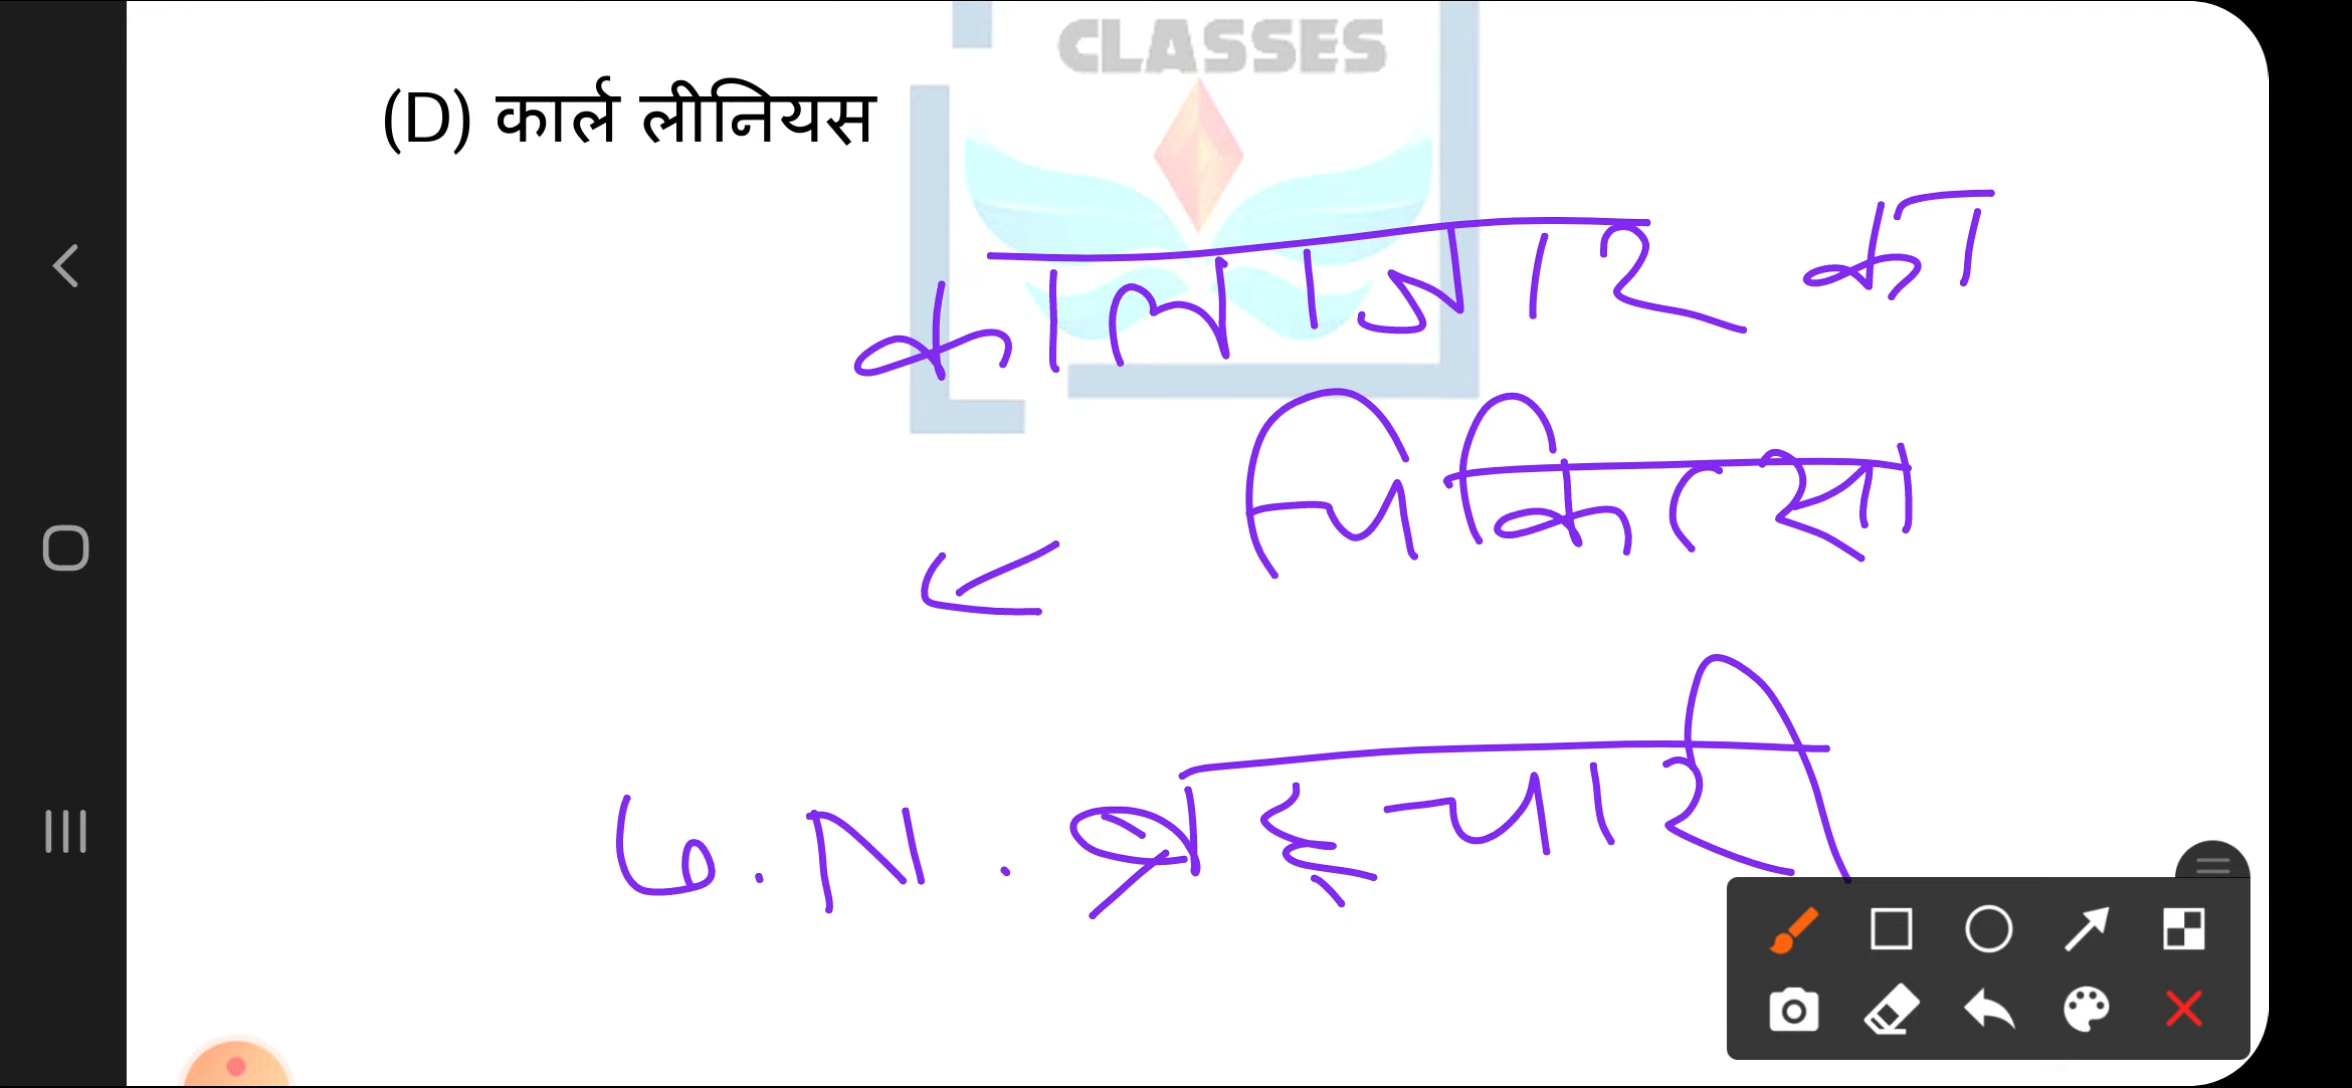 CLASSES
(D) कार्ल लीनियस
कालाजार का
चिकित्सा
U.N. ब्रह्मचारी